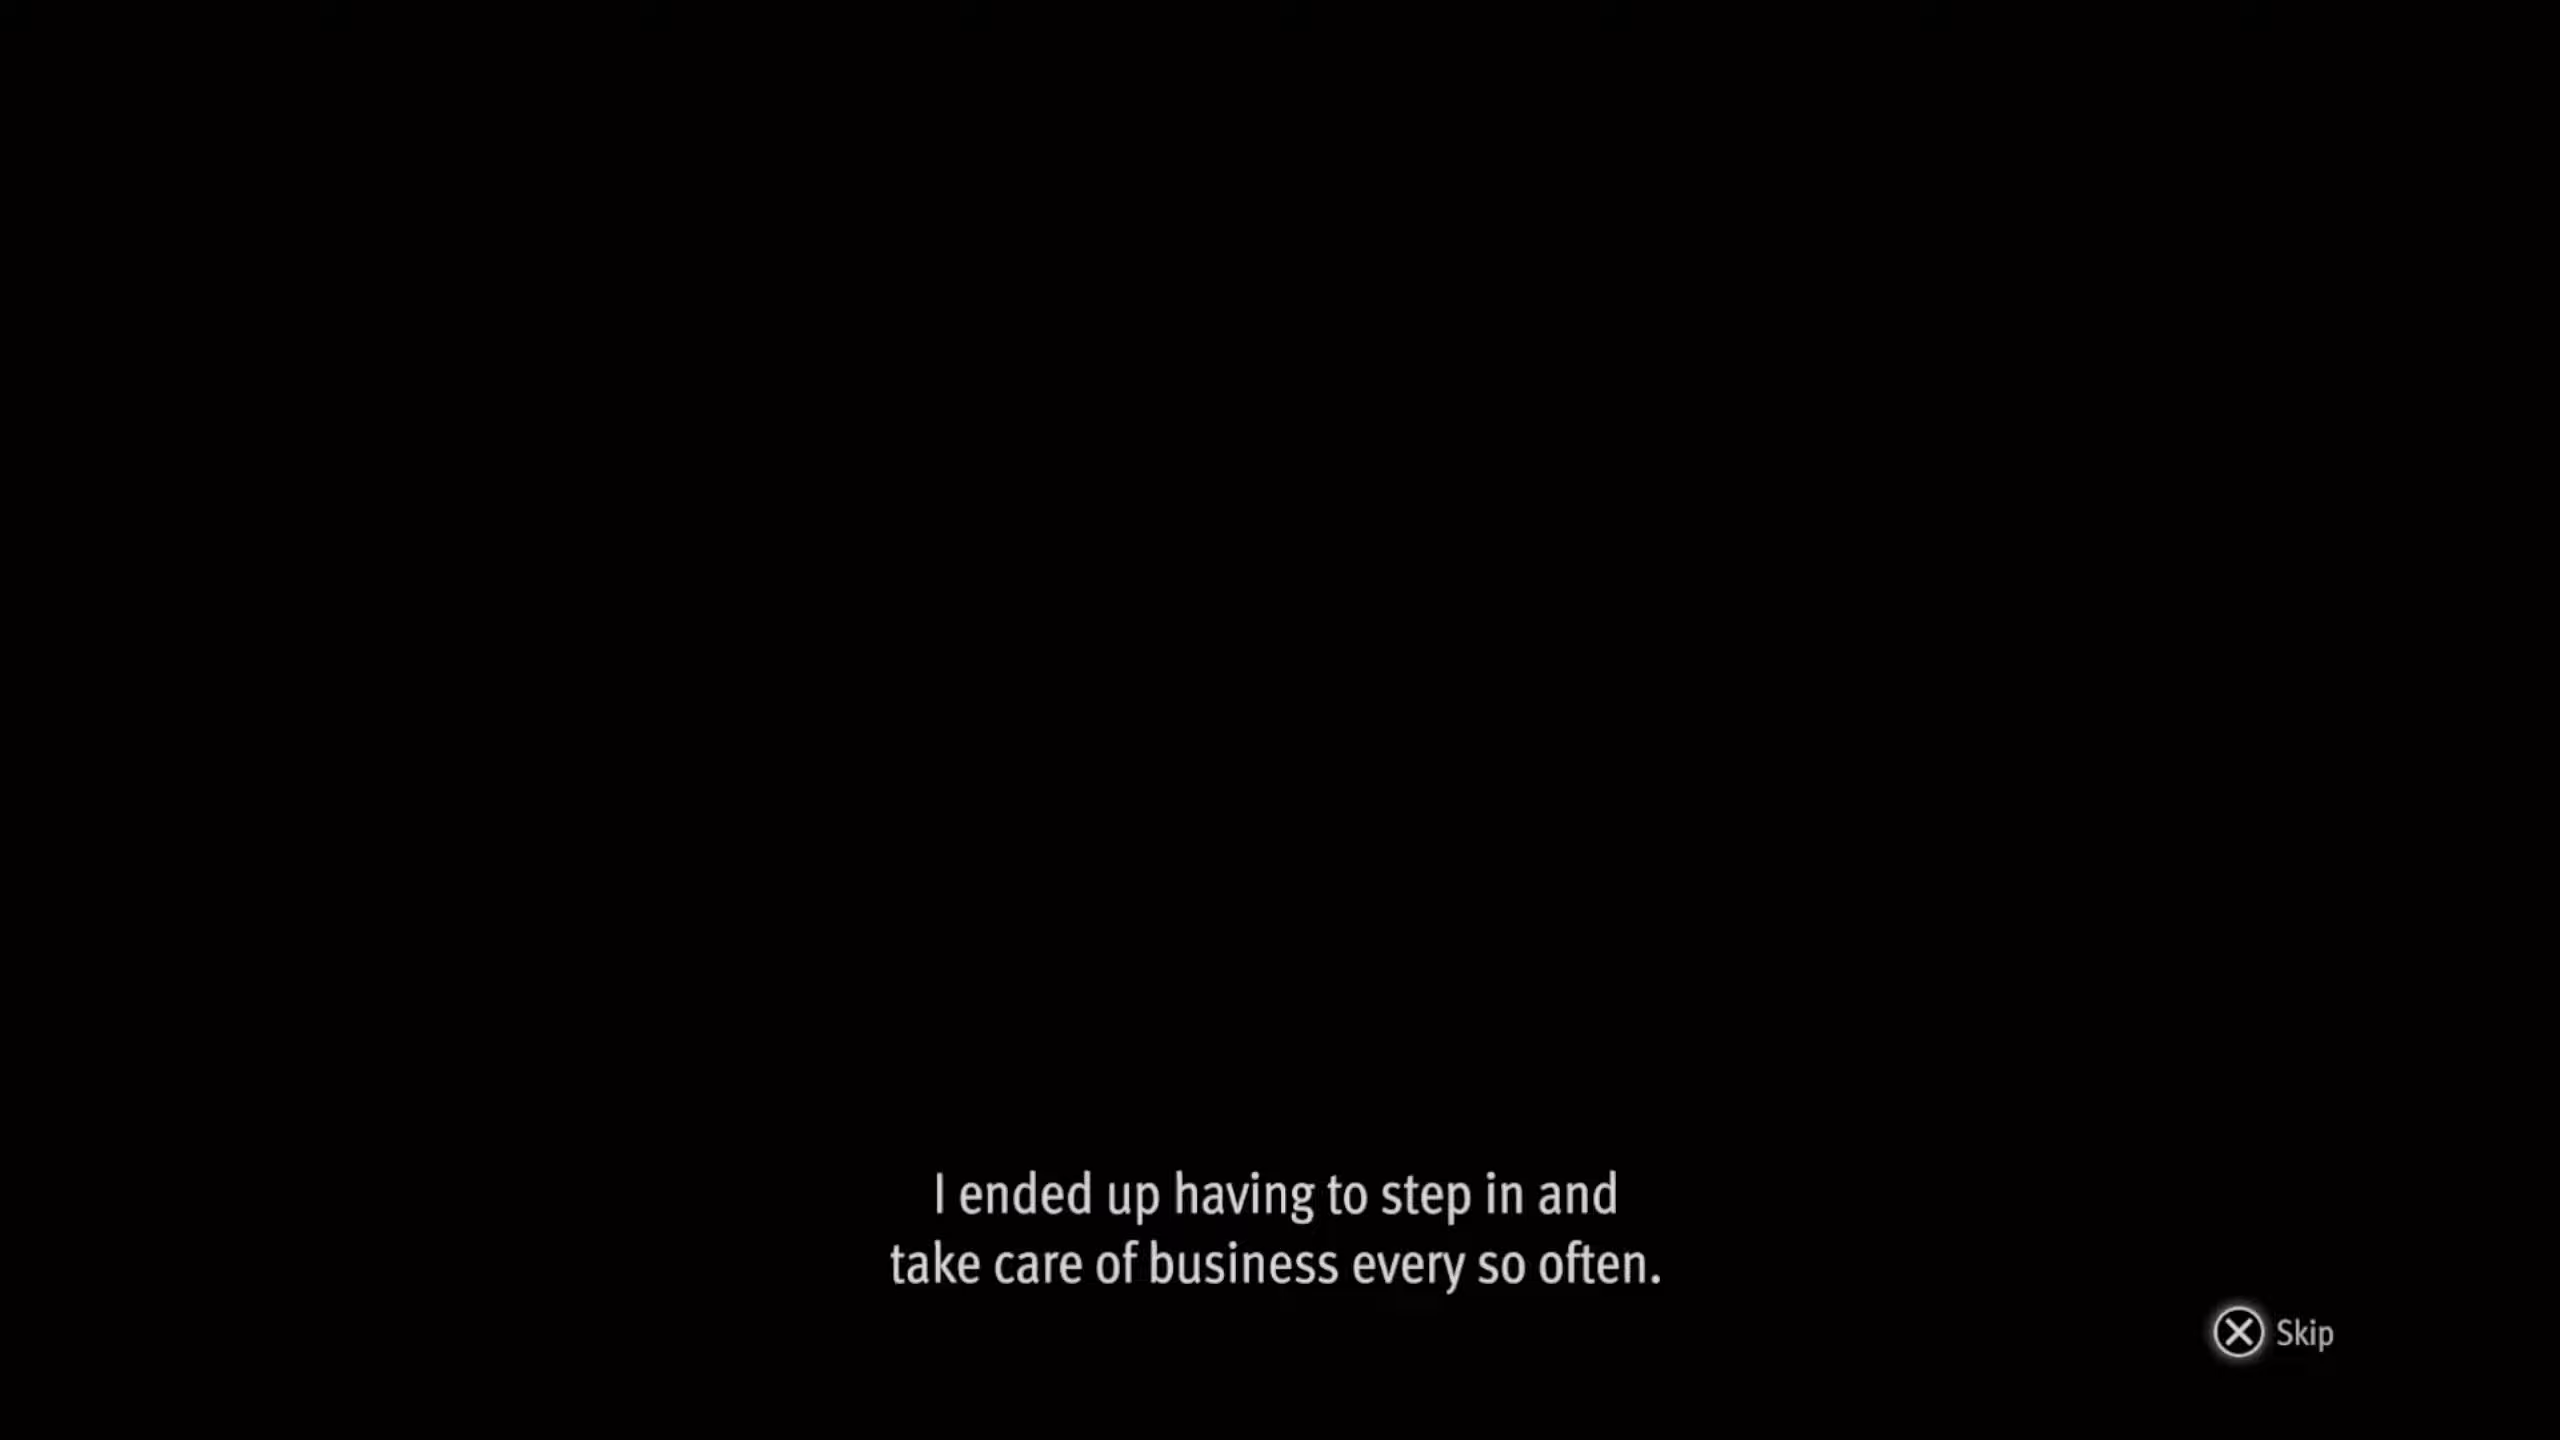 I ended up having to step in and
take care of business every so often.
Skip